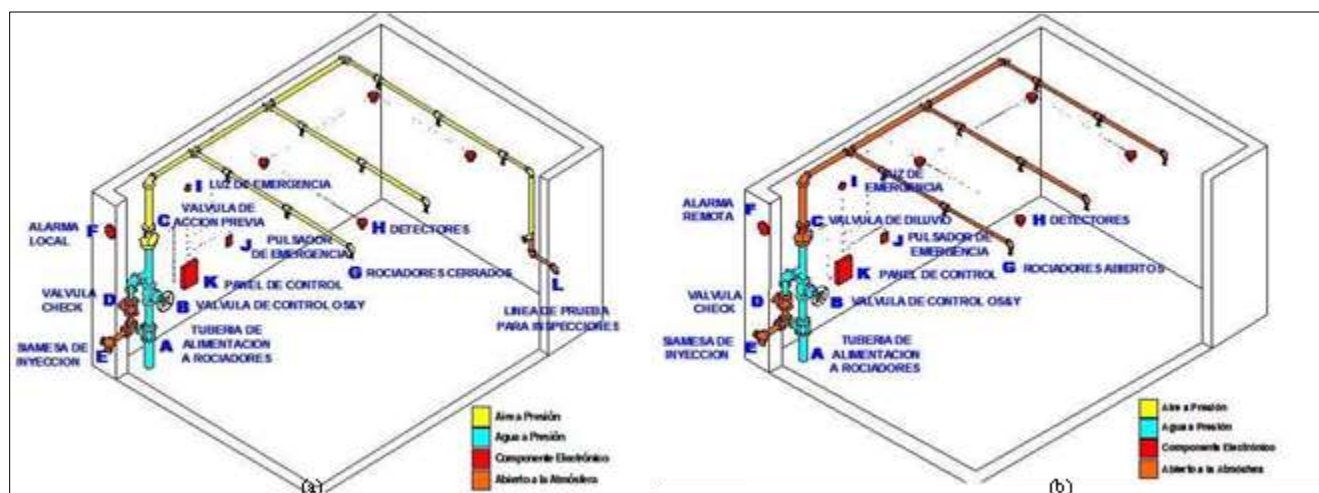 I LUZ DE EMERGENCIA
VALVULA DE
C ACCION PREVIA
ALARMA
LOCAL
F
H DETECTORES
J PULSADOR
DE EMERGENCIA
G ROCIADORES CERRADOS
K PANEL DE CONTROL
L
LINEA DE PRUEBA
PARA INSPECCIONES
VALVULA
CHECK
D
B VALVULA DE CONTROL OS&Y
SIAMESA DE
INYECCION
E
A
TUBERIA DE
ALIMENTACION
A ROCIADORES
Aire a Presión
Agua a Presión
Componente Electrónico
Abierto a la Atmósfera
(a)
I LUZ DE
EMERGENCIA
ALARMA
REMOTA
F
C VALVULA DE DILUVIO
H DETECTORES
J PULSADOR DE
EMERGENCIA
G ROCIADORES ABIERTOS
K PANEL DE CONTROL
VALVULA
CHECK
D
B VALVULA DE CONTROL OS&Y
SIAMESA DE
INYECCION
E
A
TUBERIA DE
ALIMENTACION
A ROCIADORES
Aire a Presión
Agua a Presión
Componente Electrónico
Abierto a la Atmósfera
(b)